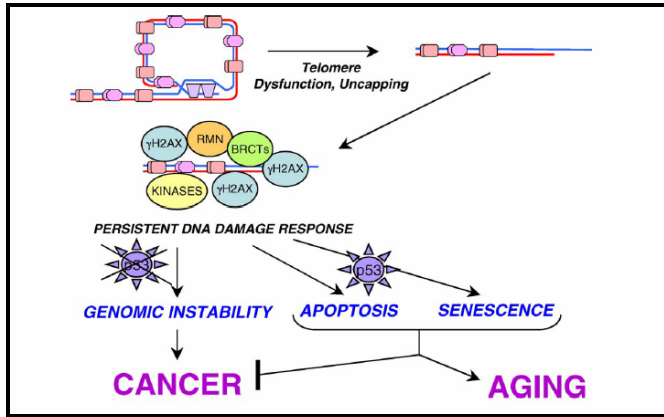 Telomere
Dysfunction, Uncapping
γH2AX
RMN
BRCTs
γH2AX
KINASES
γH2AX
PERSISTENT DNA DAMAGE RESPONSE
p53
p53
GENOMIC INSTABILITY
APOPTOSIS
SENESCENCE
CANCER
AGING